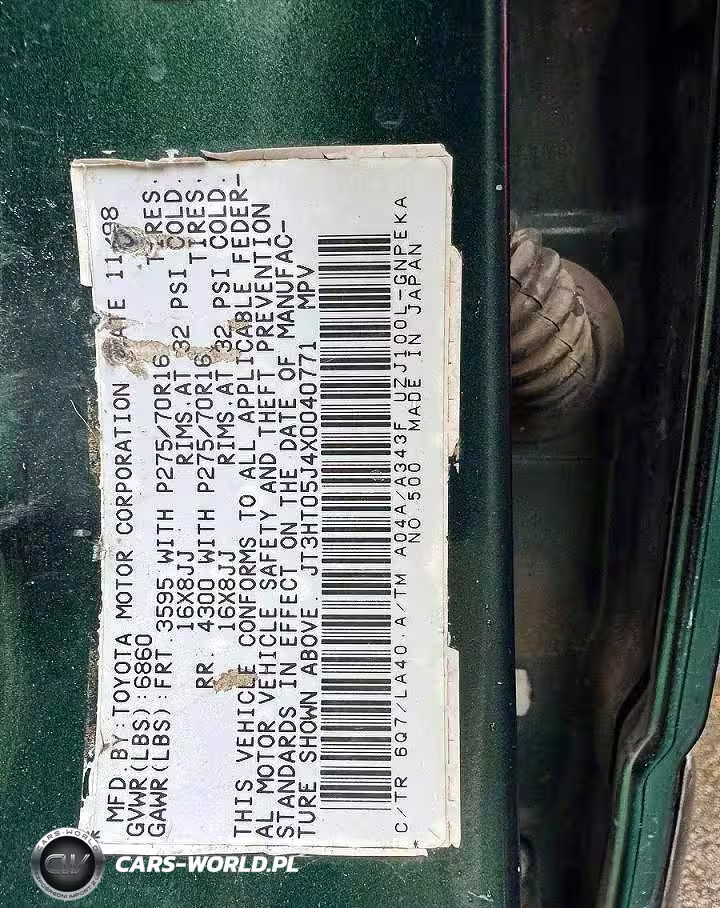 MFD BY: TOYOTA MOTOR CORPORATION DATE 11/98
GVWR(LBS):6860
GAWR(LBS):FRT.3595 WITH P275/70R16 TIRES.
16X8JJ RIMS.AT 32 PSI COLD.
RR. 4300 WITH P275/70R16 TIRES.
16X8JJ RIMS.AT 32 PSI COLD.
THIS VEHICLE CONFORMS TO ALL APPLICABLE FEDER-
AL MOTOR VEHICLE SAFETY AND THEFT PREVENTION
STANDARDS IN EFFECT ON THE DATE OF MANUFAC-
TURE SHOWN ABOVE. JT3HT05J4X0040771 MPV
C/TR 6Q7/LA40.A/TM A04A/A343F UZJ100L-GNPEKA
NO.500 MADE IN JAPAN
CARS-WORLD.PL